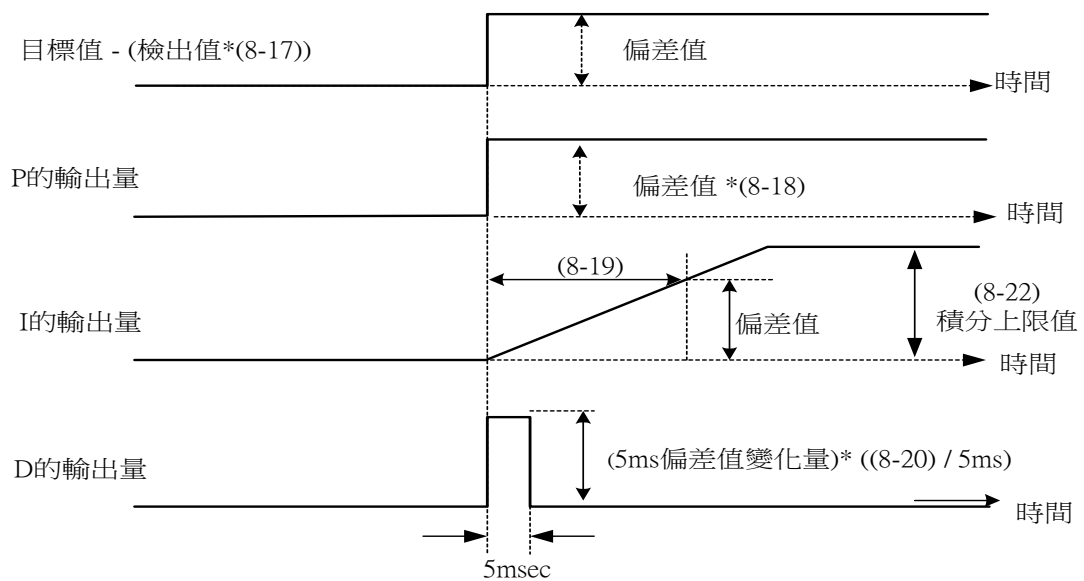 目標值 - (檢出值*(8-17))
偏差值
時間
P的輸出量
偏差值 *(8-18)
時間
(8-19)
I的輸出量
偏差值
(8-22)
積分上限值
時間
D的輸出量
(5ms偏差值變化量)* ((8-20) / 5ms)
時間
5msec